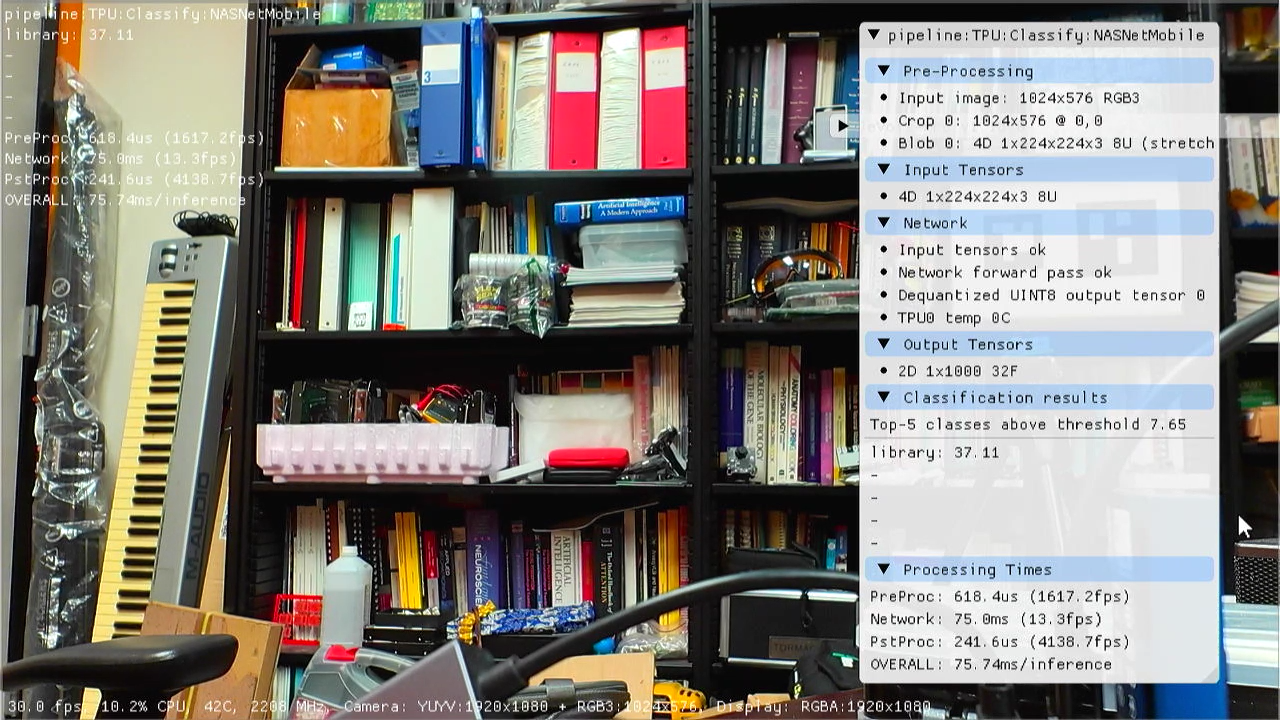 pipeline:TPU:Classify:NASNetMobile
library: 37.11
-
-
-
-
PreProc: 618.4us (1617.2fps)
Network: 75.0ms (13.3fps)
PstProc: 241.6us (4138.7fps)
OVERALL: 75.74ms/inference
▼ pipeline:TPU:Classify:NASNetMobile
▼ Pre-Processing
• Input image: 1024x576 RGB3
• Crop 0: 1024x576 @ 0,0
• Blob 0: 4D 1x224x224x3 8U (stretch
▼ Input Tensors
• 4D 1x224x224x3 8U
▼ Network
• Input tensors ok
• Network forward pass ok
• Dequantized UINT8 output tensor 0
• TPU0 temp 0C
▼ Output Tensors
• 2D 1x1000 32F
▼ Classification results
Top-5 classes above threshold 7.65
library: 37.11
-
-
-
-
▼ Processing Times
PreProc: 618.4us (1617.2fps)
Network: 75.0ms (13.3fps)
PstProc: 241.6us (4138.7fps)
OVERALL: 75.74ms/inference
3
Artificial Intelligence
A Modern Approach
MOLECULAR BIOLOGY
OF THE GENE
NEUROSCIENCE
ARTIFICIAL
INTELLIGENCE
ATTENTION
M-AUDIO
TORMACH
30.0 fps, 10.2% CPU, 42C, 2208 MHz, Camera: YUYV:1920x1080 + RGB3:1024x576, Display: RGBA:1920x1080